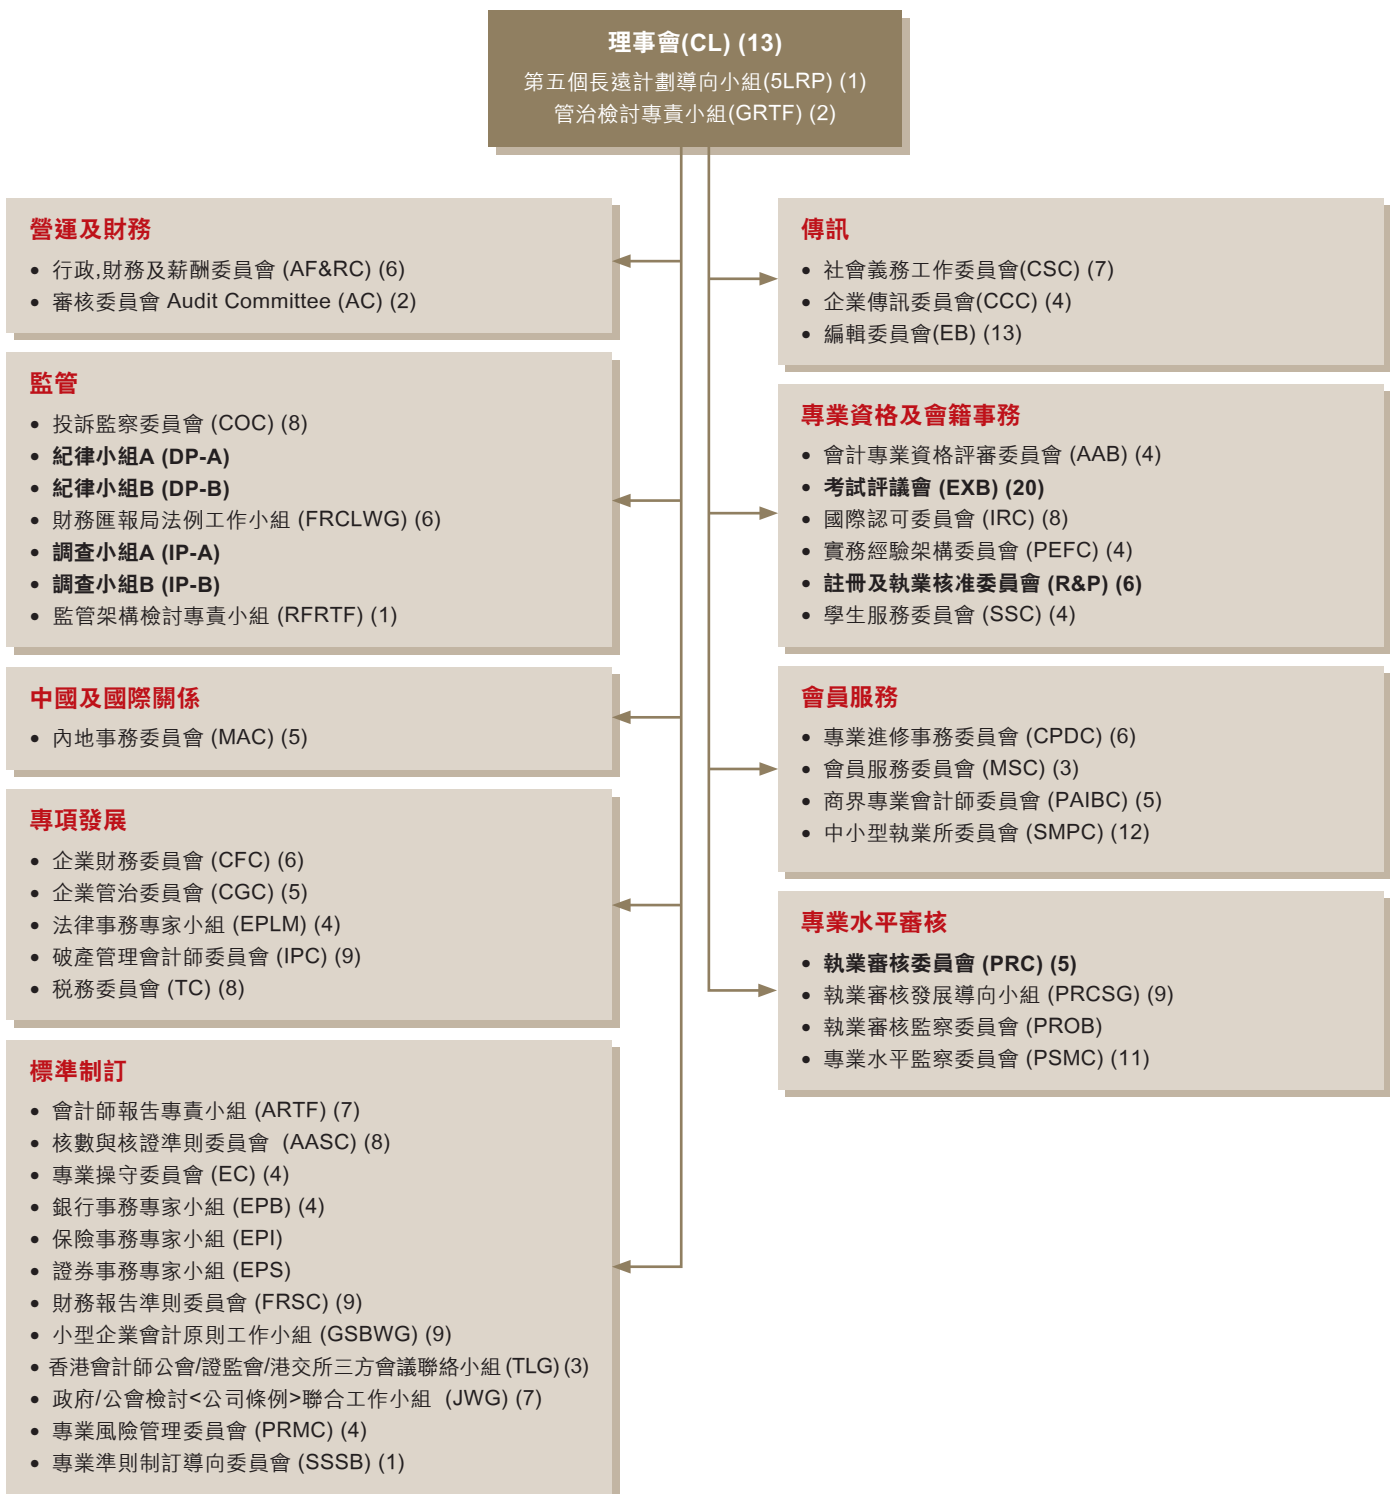 理事會(CL) (13)
第五個長遠計劃導向小組(5LRP) (1)
管治檢討專責小組(GRTF) (2)
營運及財務
• 行政,財務及薪酬委員會 (AF&RC) (6)
• 審核委員會 Audit Committee (AC) (2)
監管
• 投訴監察委員會 (COC) (8)
• 紀律小組A (DP-A)
• 紀律小組B (DP-B)
• 財務匯報局法例工作小組 (FRCLWG) (6)
• 調查小組A (IP-A)
• 調查小組B (IP-B)
• 監管架構檢討專責小組 (RFRTF) (1)
中國及國際關係
• 內地事務委員會 (MAC) (5)
專項發展
• 企業財務委員會 (CFC) (6)
• 企業管治委員會 (CGC) (5)
• 法律事務專家小組 (EPLM) (4)
• 破產管理會計師委員會 (IPC) (9)
• 税務委員會 (TC) (8)
標準制訂
• 會計師報告專責小組 (ARTF) (7)
• 核數與核證準則委員會 (AASC) (8)
• 專業操守委員會 (EC) (4)
• 銀行事務專家小組 (EPB) (4)
• 保險事務專家小組 (EPI)
• 證券事務專家小組 (EPS)
• 財務報告準則委員會 (FRSC) (9)
• 小型企業會計原則工作小組 (GSBWG) (9)
• 香港會計師公會/證監會/港交所三方會議聯絡小組 (TLG) (3)
• 政府/公會檢討<公司條例>聯合工作小組 (JWG) (7)
• 專業風險管理委員會 (PRMC) (4)
• 專業準則制訂導向委員會 (SSSB) (1)
傳訊
• 社會義務工作委員會(CSC) (7)
• 企業傳訊委員會(CCC) (4)
• 編輯委員會(EB) (13)
專業資格及會籍事務
• 會計專業資格評審委員會 (AAB) (4)
• 考試評議會 (EXB) (20)
• 國際認可委員會 (IRC) (8)
• 實務經驗架構委員會 (PEFC) (4)
• 註冊及執業核准委員會 (R&P) (6)
• 學生服務委員會 (SSC) (4)
會員服務
• 專業進修事務委員會 (CPDC) (6)
• 會員服務委員會 (MSC) (3)
• 商界專業會計師委員會 (PAIBC) (5)
• 中小型執業所委員會 (SMPC) (12)
專業水平審核
• 執業審核委員會 (PRC) (5)
• 執業審核發展導向小組 (PRCSG) (9)
• 執業審核監察委員會 (PROB)
• 專業水平監察委員會 (PSMC) (11)